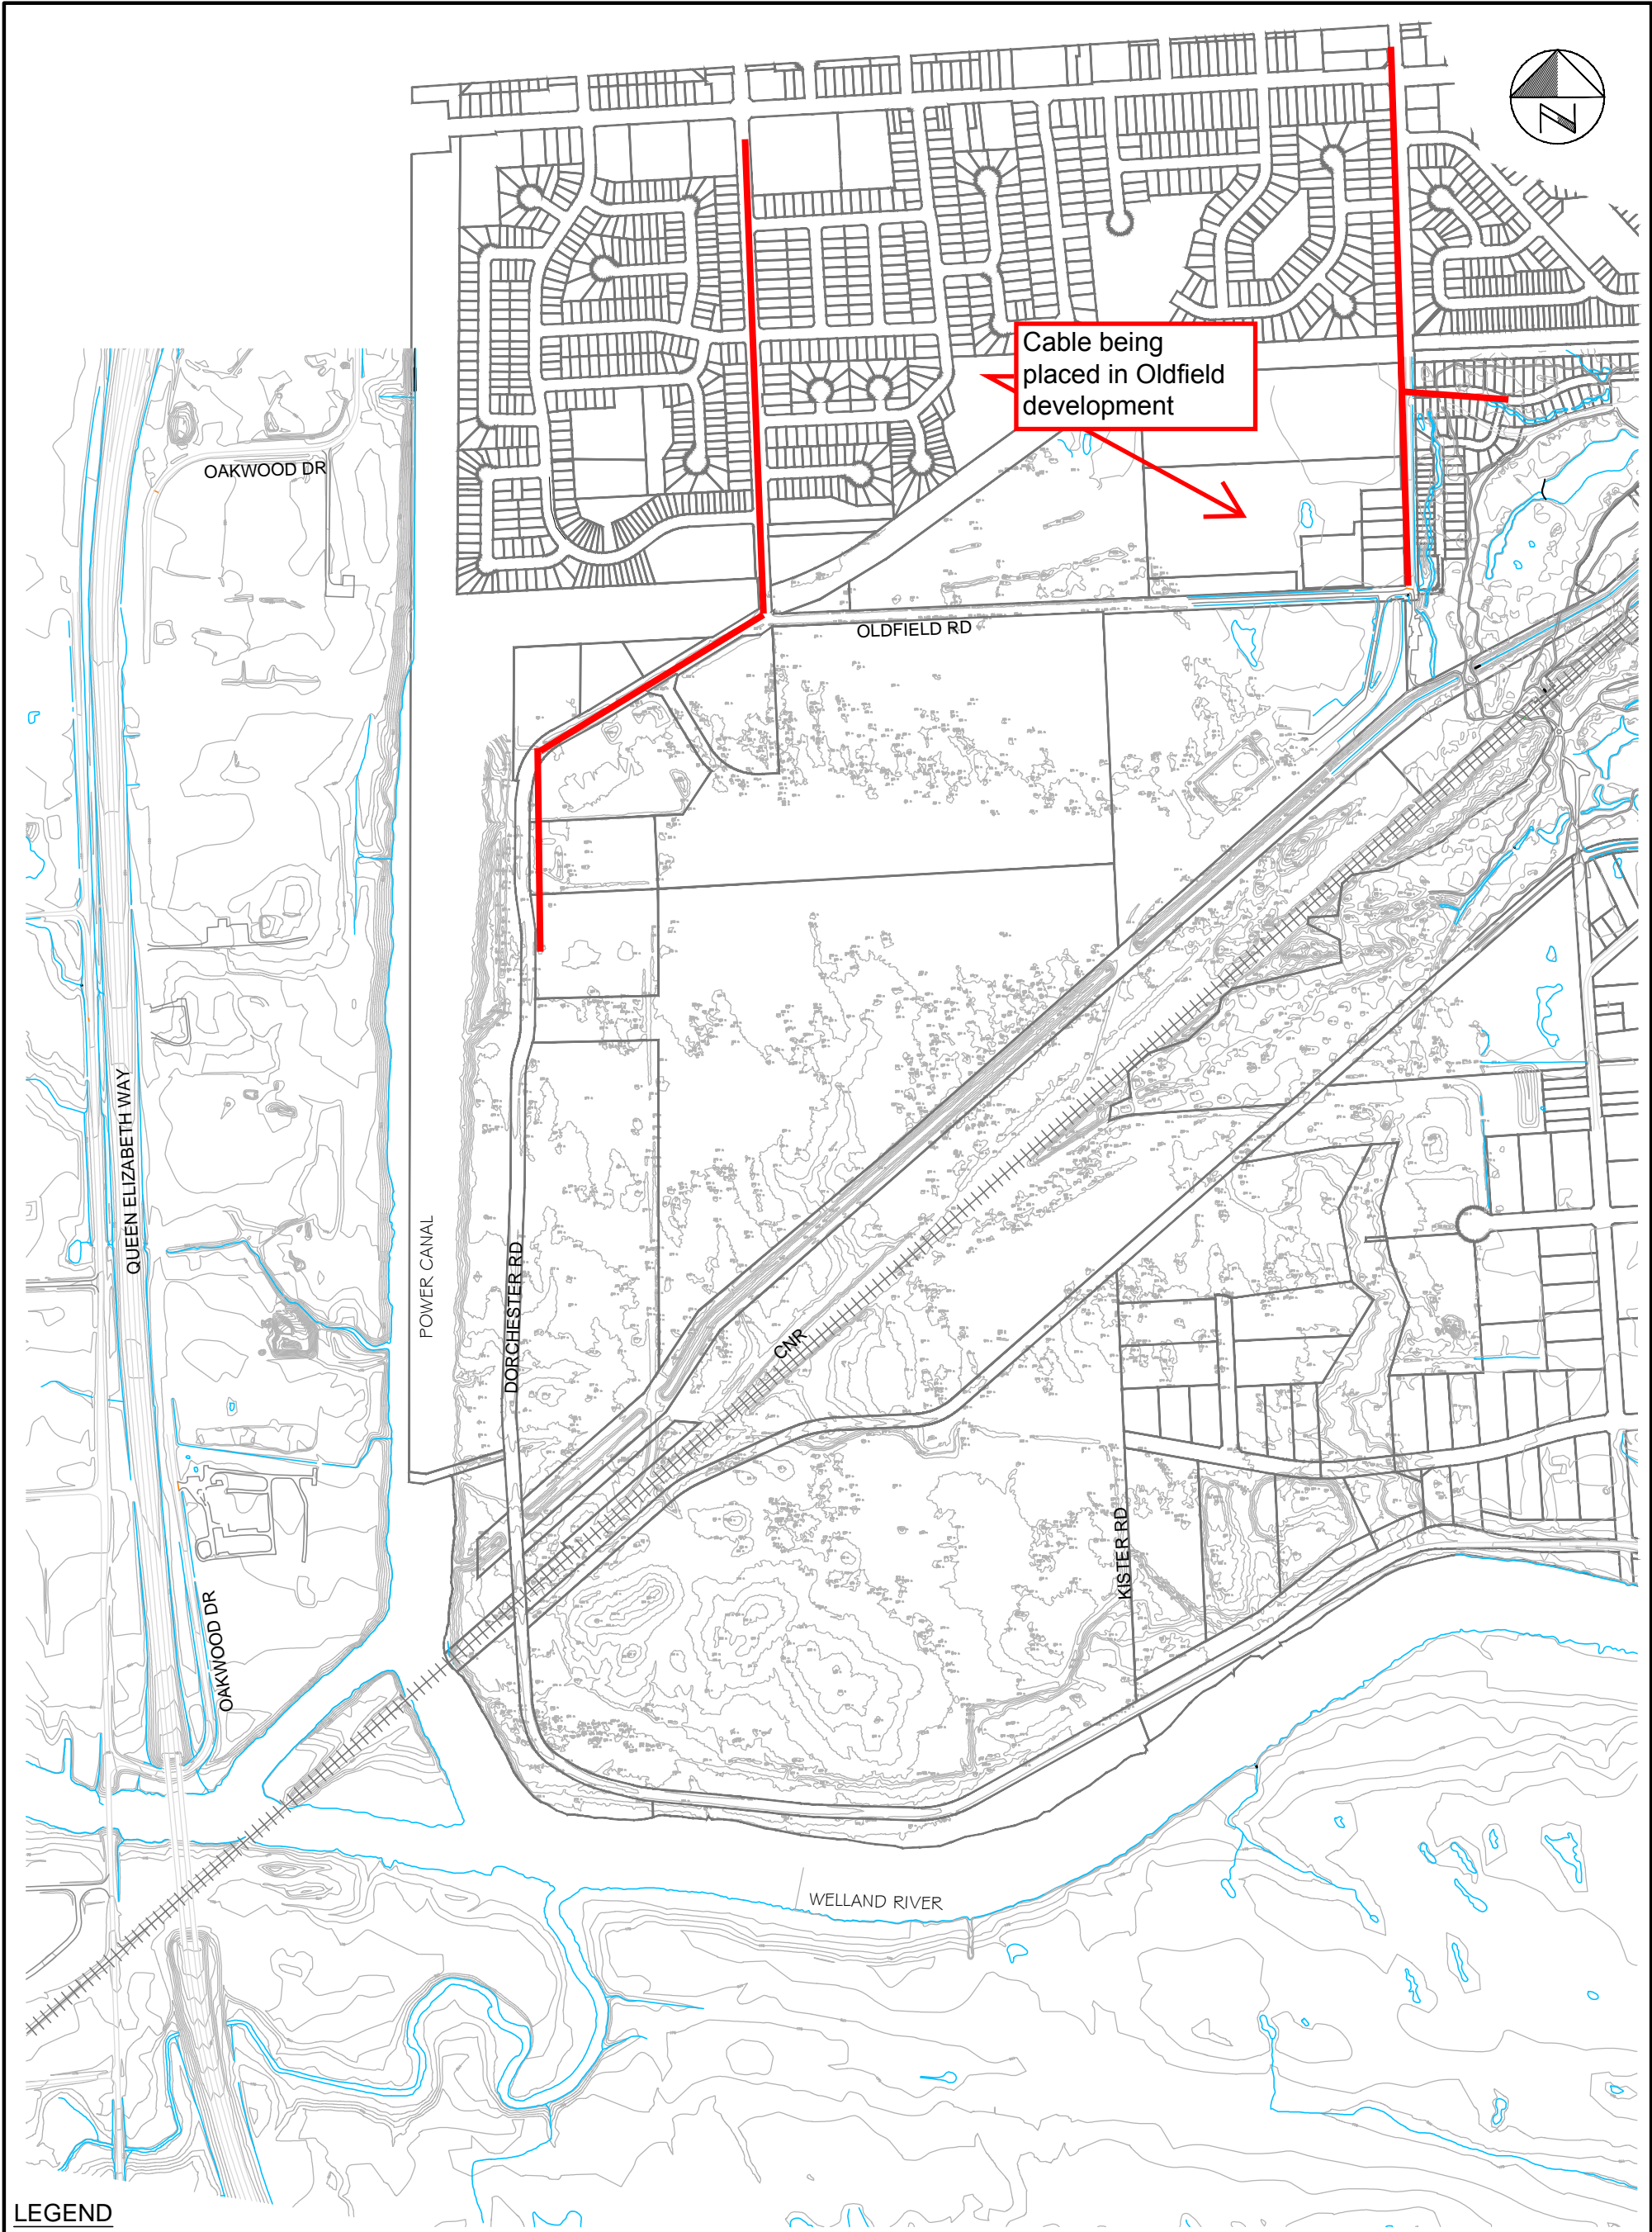 N
Cable being
placed in Oldfield
development
OAKWOOD DR
OLDFIELD RD
QUEEN ELIZABETH WAY
POWER CANAL
DORCHESTER RD
CNR
KISTER RD
OAKWOOD DR
WELLAND RIVER
LEGEND